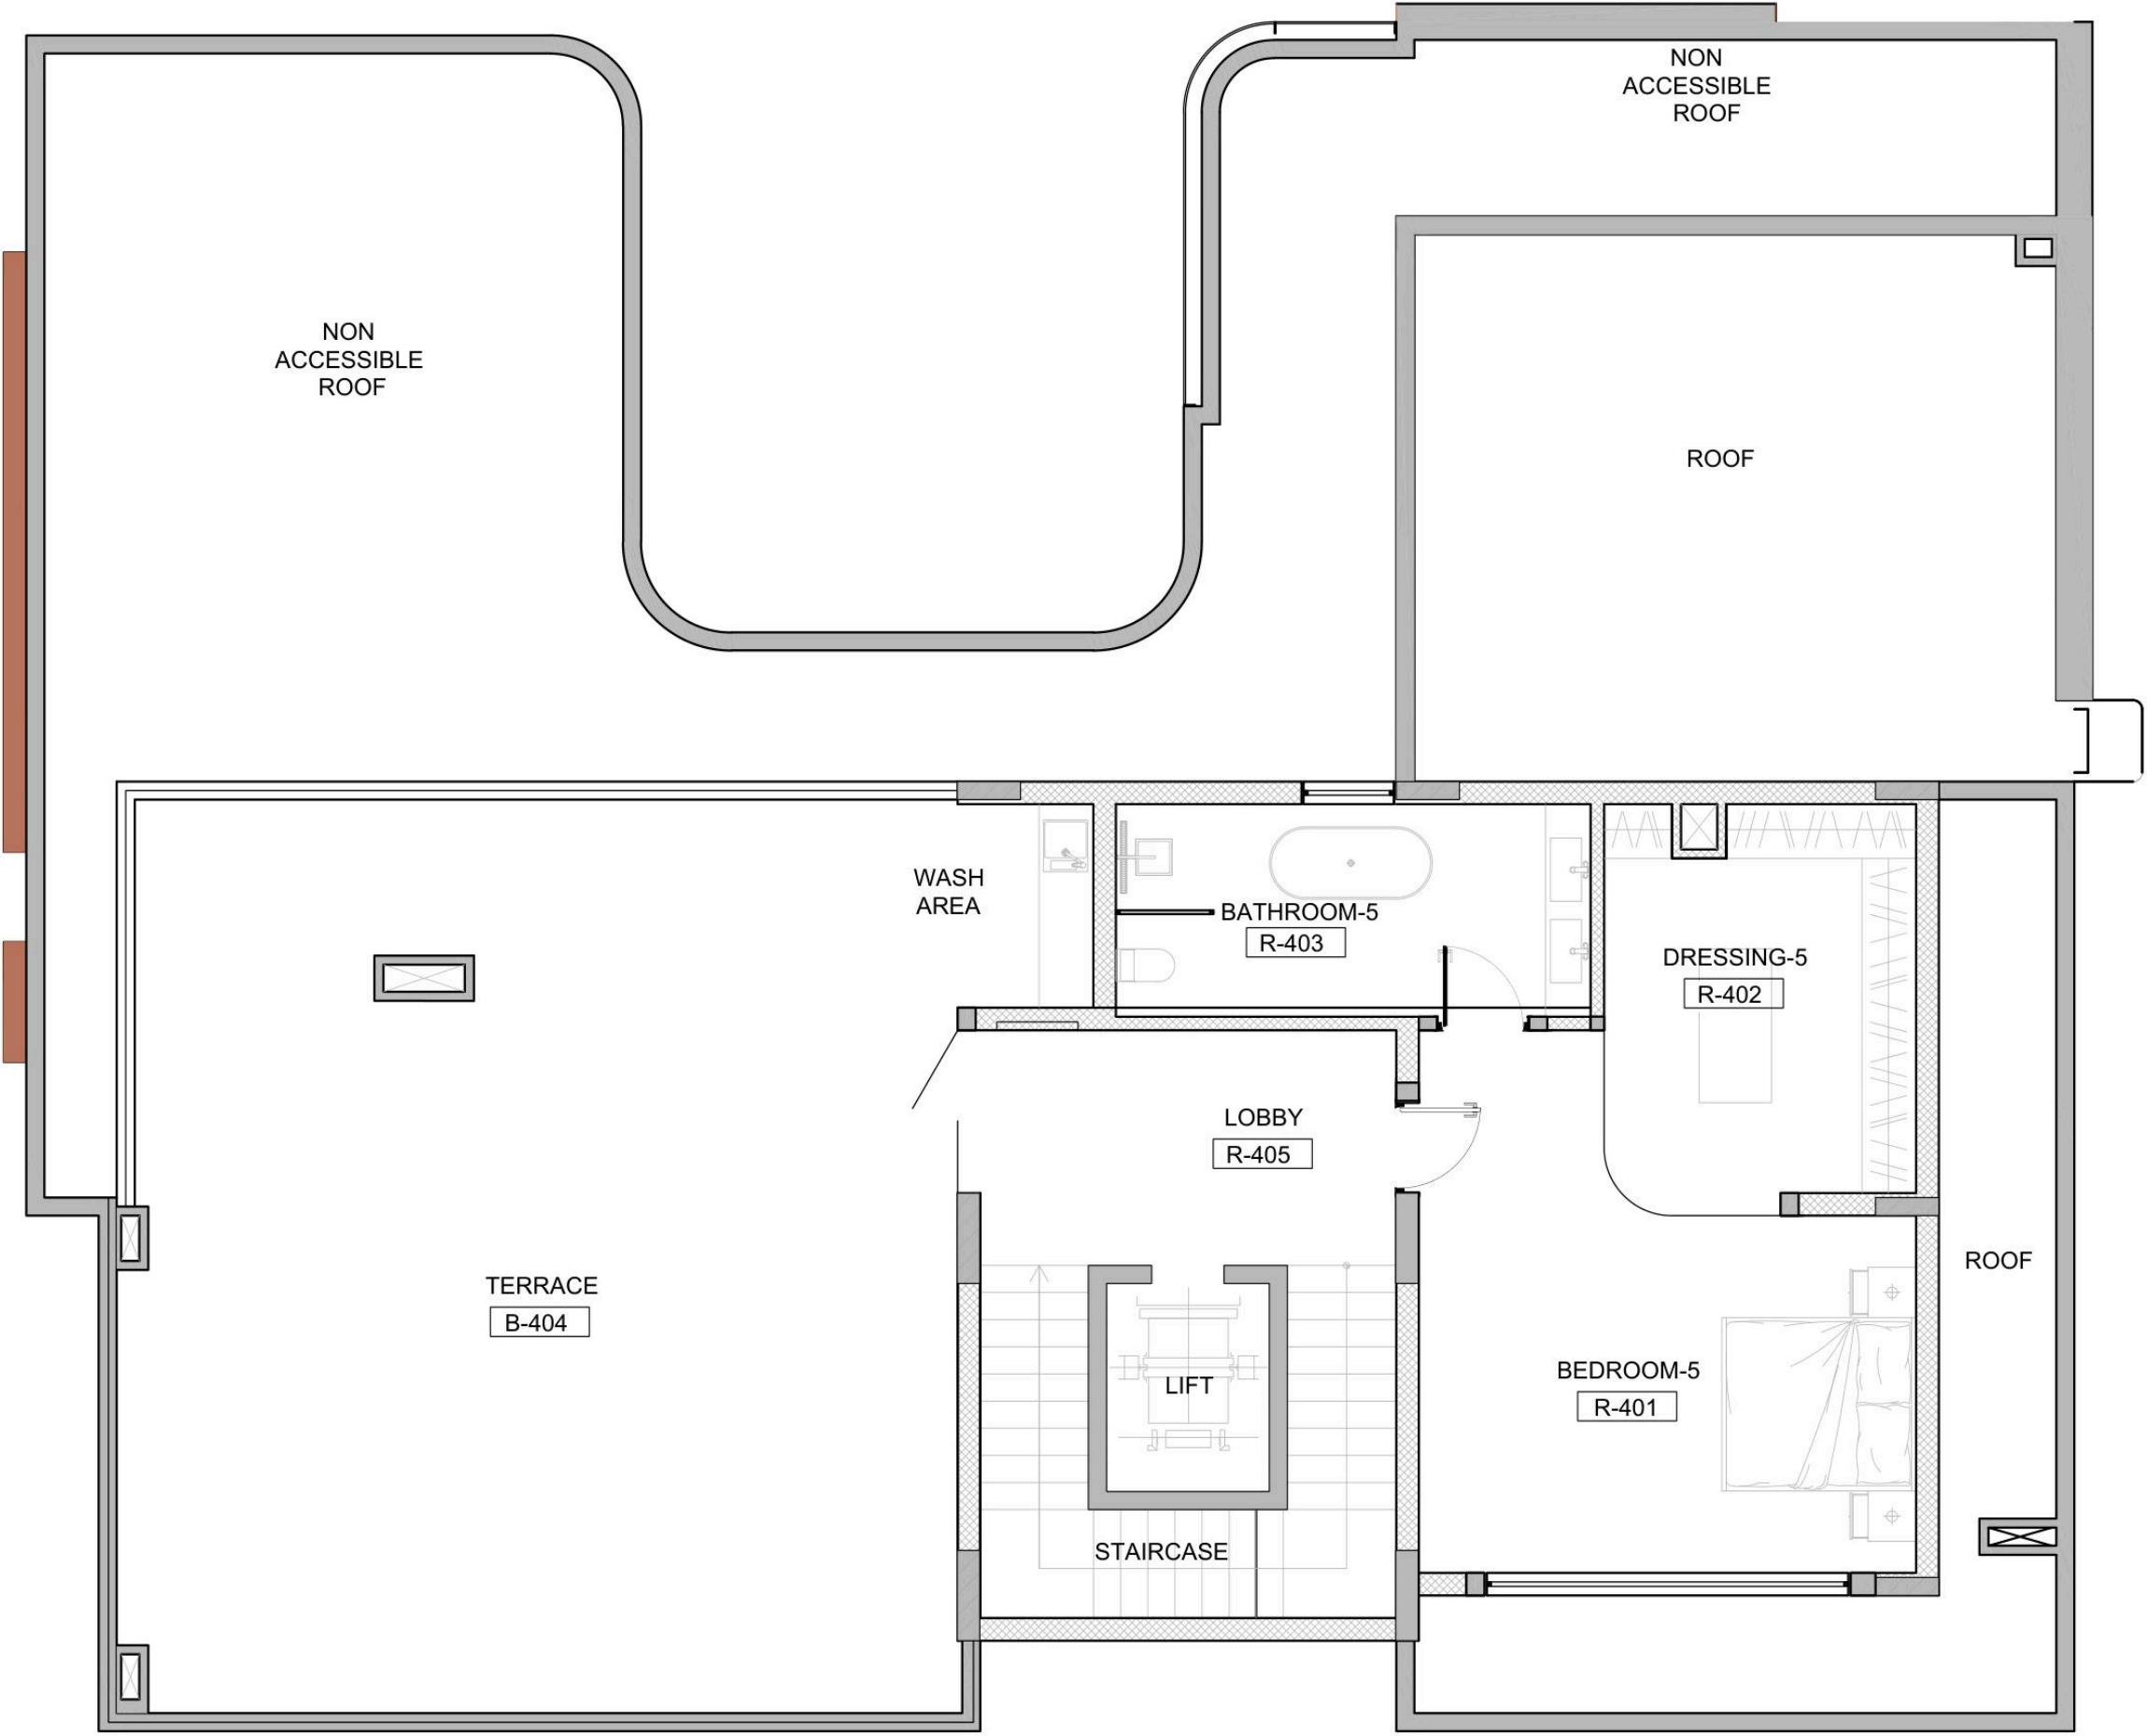 NON
ACCESSIBLE
ROOF
NON
ACCESSIBLE
ROOF
ROOF
WASH
AREA
BATHROOM-5
R-403
DRESSING-5
R-402
LOBBY
R-405
ROOF
TERRACE
B-404
LIFT
BEDROOM-5
R-401
STAIRCASE